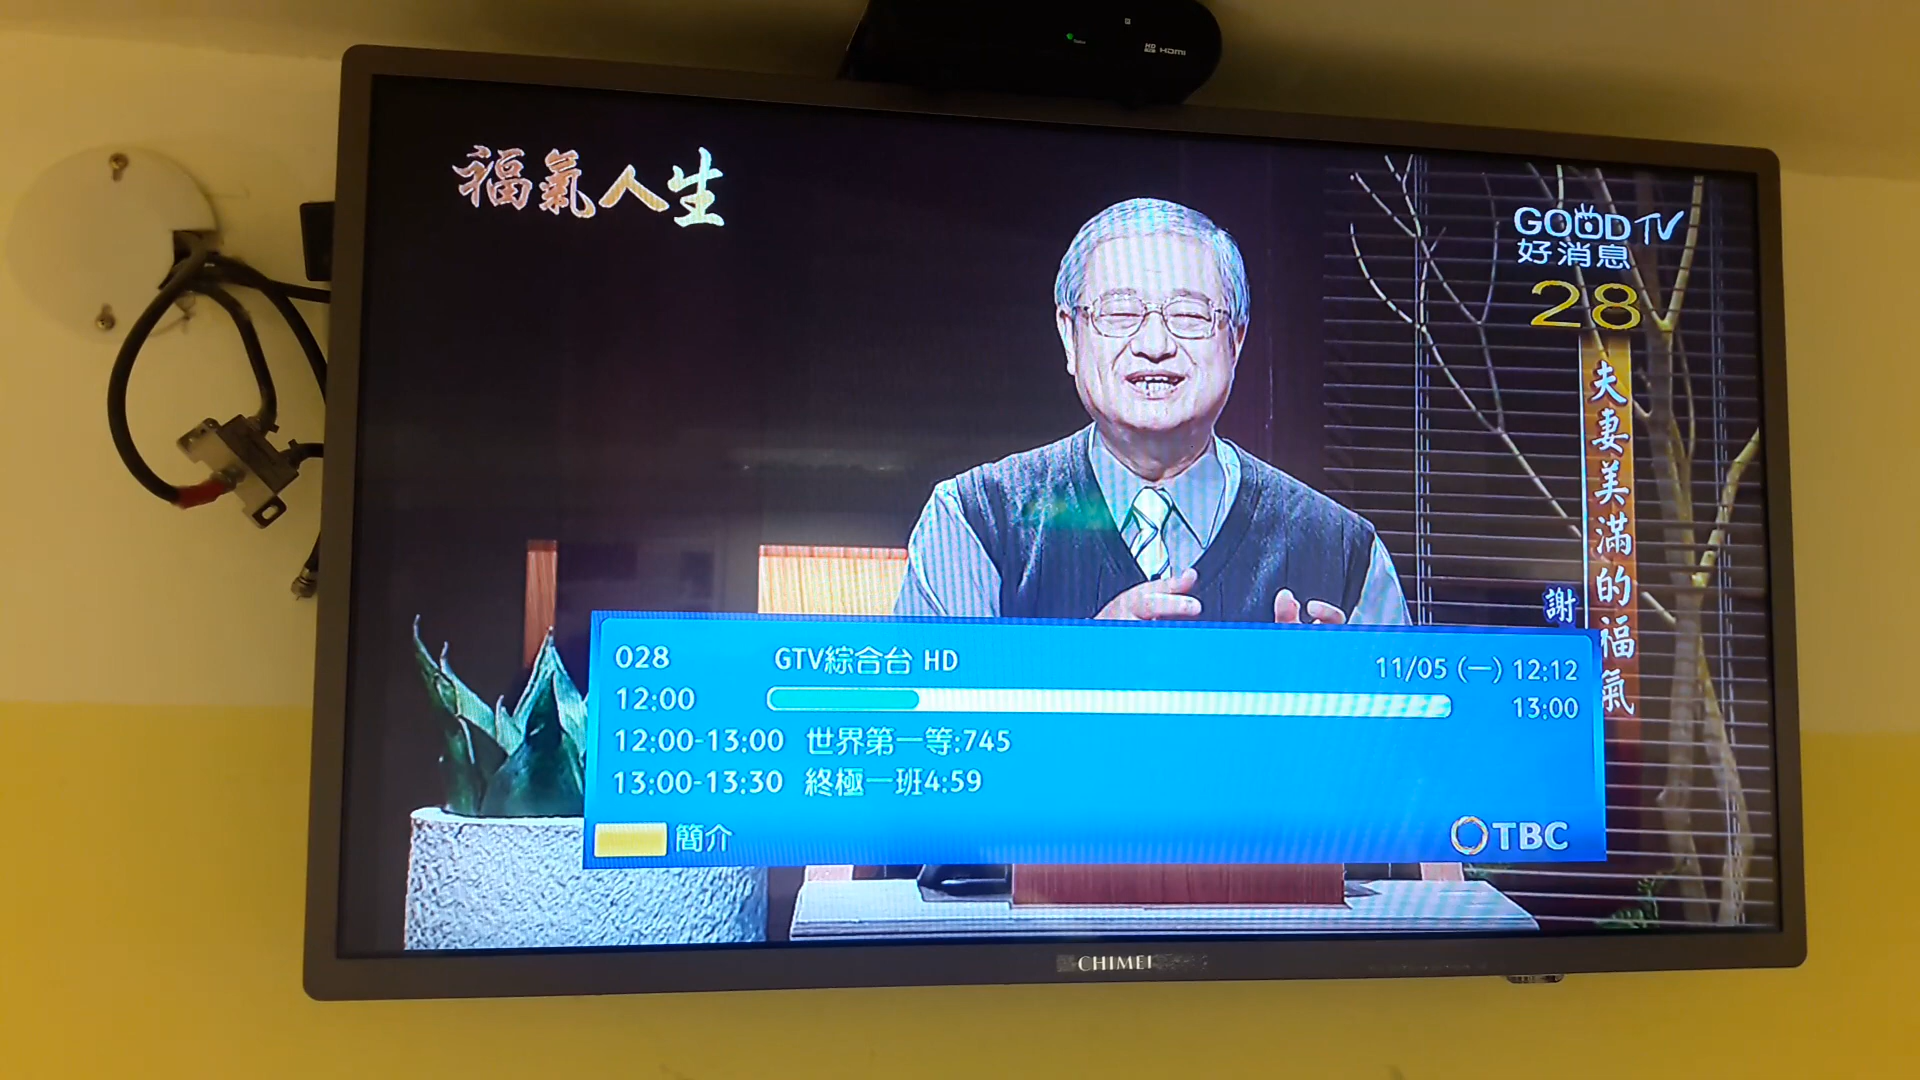 HD HDMI
福氣人生
GOOD TV
好消息
28
夫妻美滿的福氣
謝
028 GTV綜合台 HD 11/05 (一) 12:12
12:00 13:00
12:00-13:00 世界第一等:745
13:00-13:30 終極一班4:59
簡介 TBC
CHIMEI